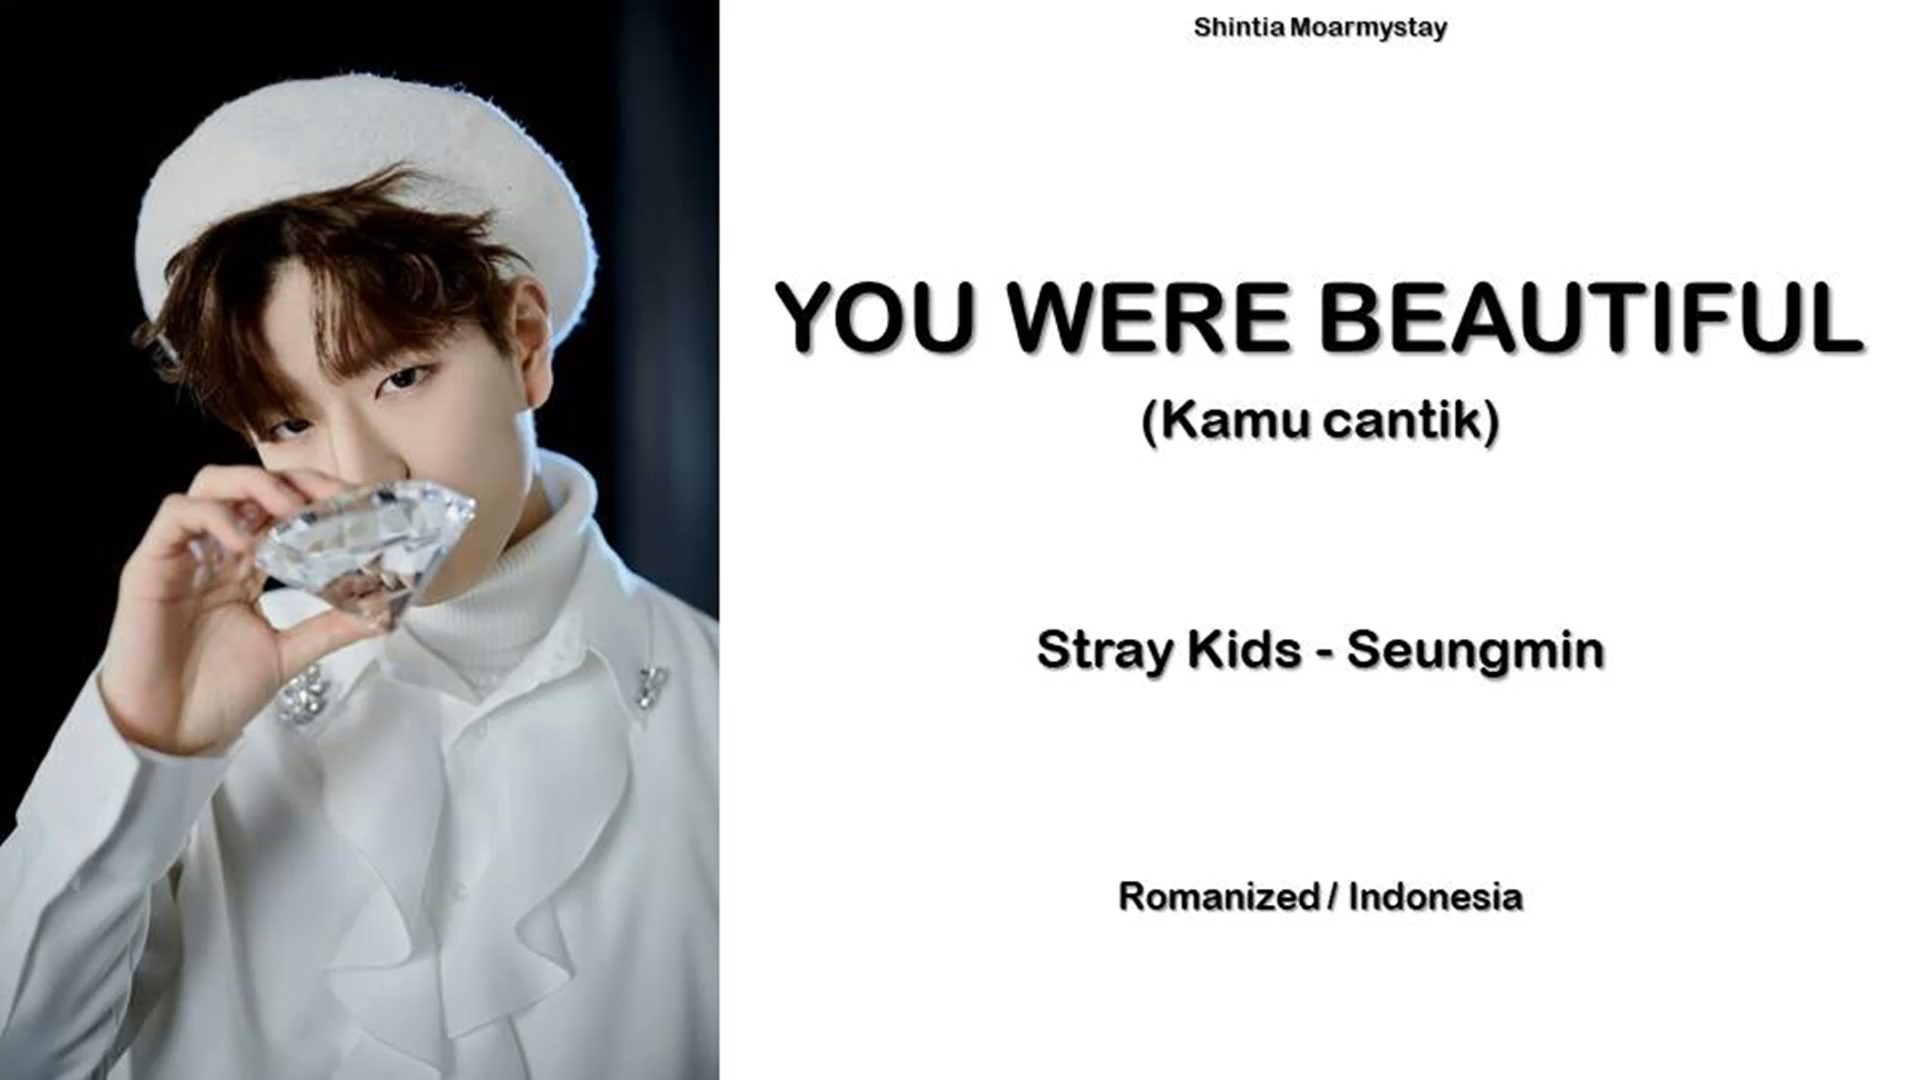 Shintia Moarmystay
YOU WERE BEAUTIFUL
(Kamu cantik)
Stray Kids - Seungmin
Romanized / Indonesia